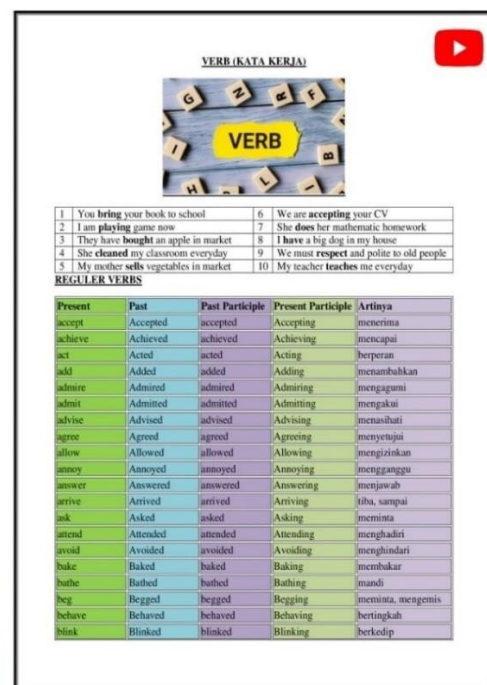 VERB (KATA KERJA)
G N R F
I VERB B
H L I
1 You bring your book to school 6 We are accepting your CV
2 I am playing game now 7 She does her mathematic homework
3 They have bought an apple in market 8 I have a big dog in my house
4 She cleaned my classroom everyday 9 We must respect and polite to old people
5 My mother sells vegetables in market 10 My teacher teaches me everyday
REGULER VERBS
Present Past Past Participle Present Participle Artinya
accept Accepted accepted Accepting menerima
achieve Achieved achieved Achieving mencapai
act Acted acted Acting berperan
add Added added Adding menambahkan
admire Admired admired Admiring mengagumi
admit Admitted admitted Admitting mengakui
advise Advised advised Advising menasihati
agree Agreed agreed Agreeing menyetujui
allow Allowed allowed Allowing mengizinkan
annoy Annoyed annoyed Annoying mengganggu
answer Answered answered Answering menjawab
arrive Arrived arrived Arriving tiba, sampai
ask Asked asked Asking meminta
attend Attended attended Attending menghadiri
avoid Avoided avoided Avoiding menghindari
bake Baked baked Baking membakar
bathe Bathed bathed Bathing mandi
beg Begged begged Begging meminta, mengemis
behave Behaved behaved Behaving bertingkah
blink Blinked blinked Blinking berkedip